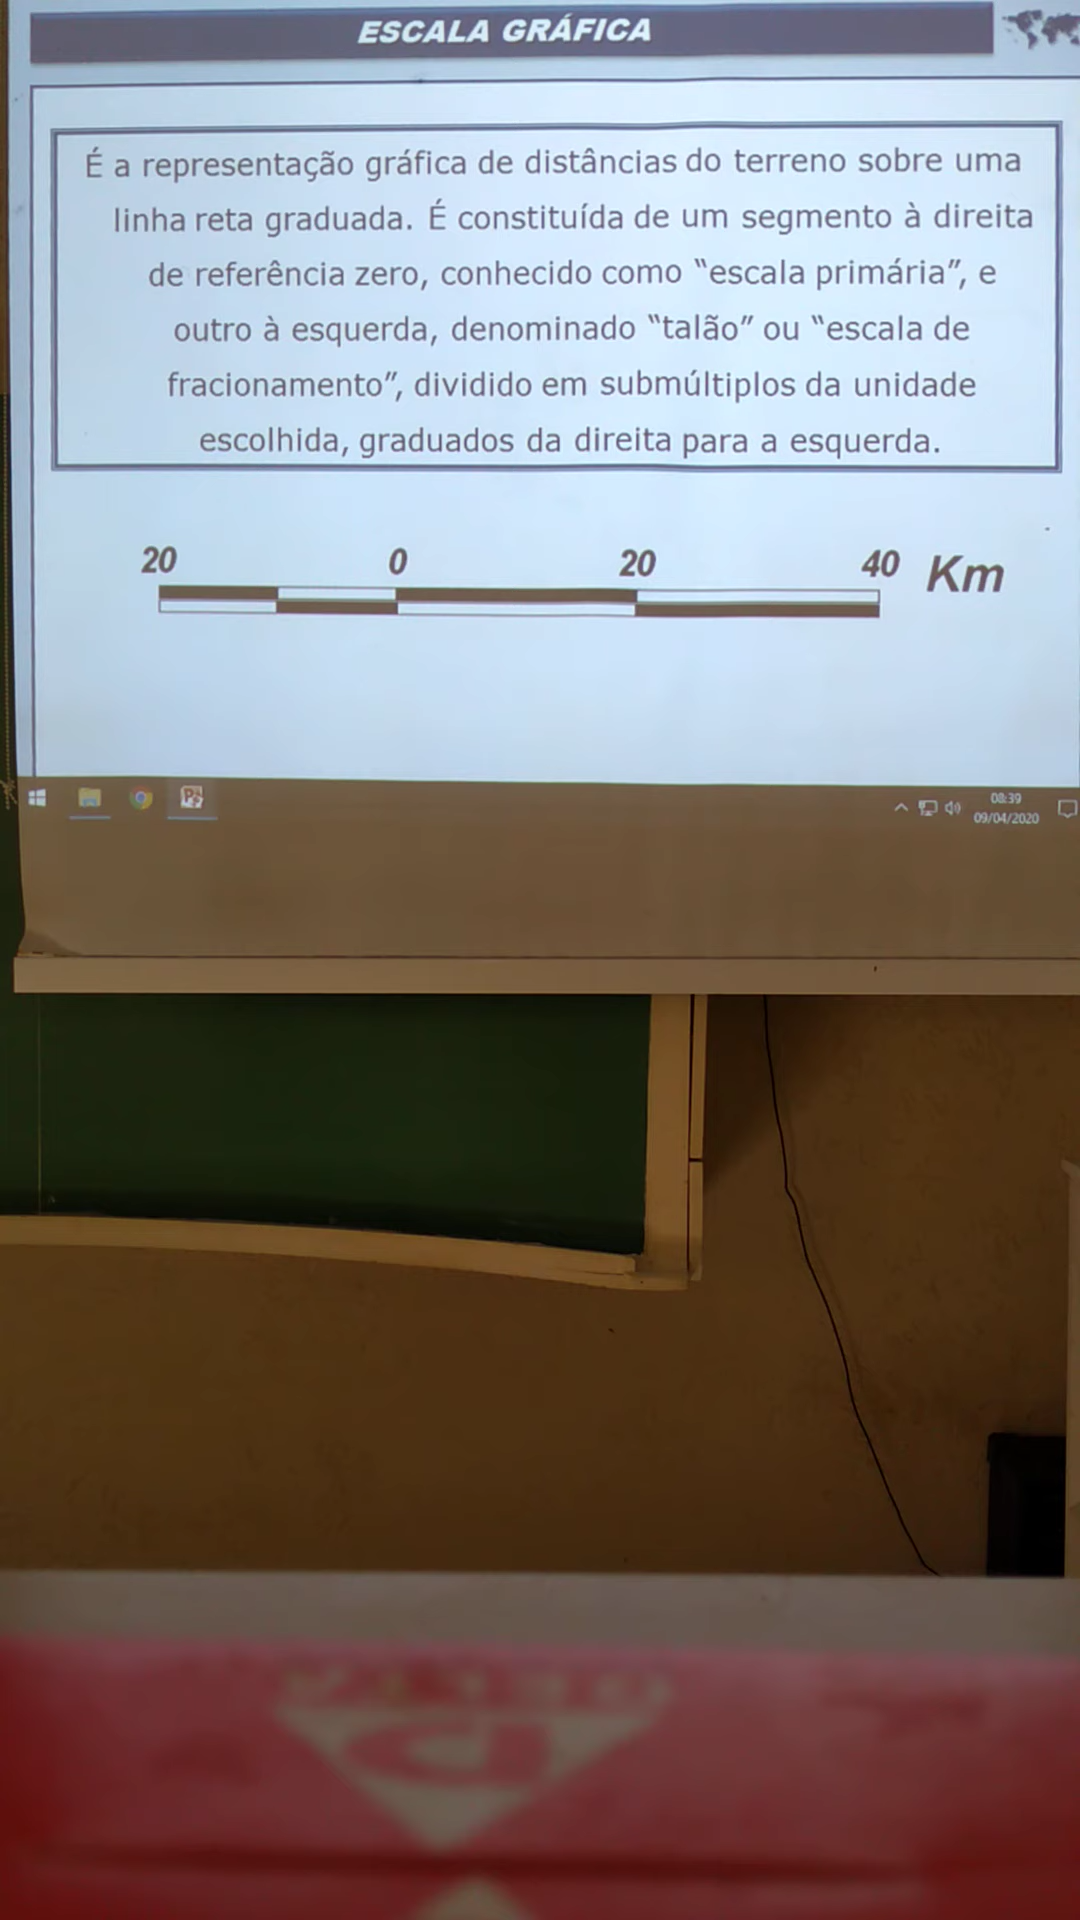 ESCALA GRÁFICA
É a representação gráfica de distâncias do terreno sobre uma
linha reta graduada. É constituída de um segmento à direita
de referência zero, conhecido como “escala primária”, e
outro à esquerda, denominado “talão” ou “escala de
fracionamento”, dividido em submúltiplos da unidade
escolhida, graduados da direita para a esquerda.
20 0 20 40 Km
08:39
09/04/2020